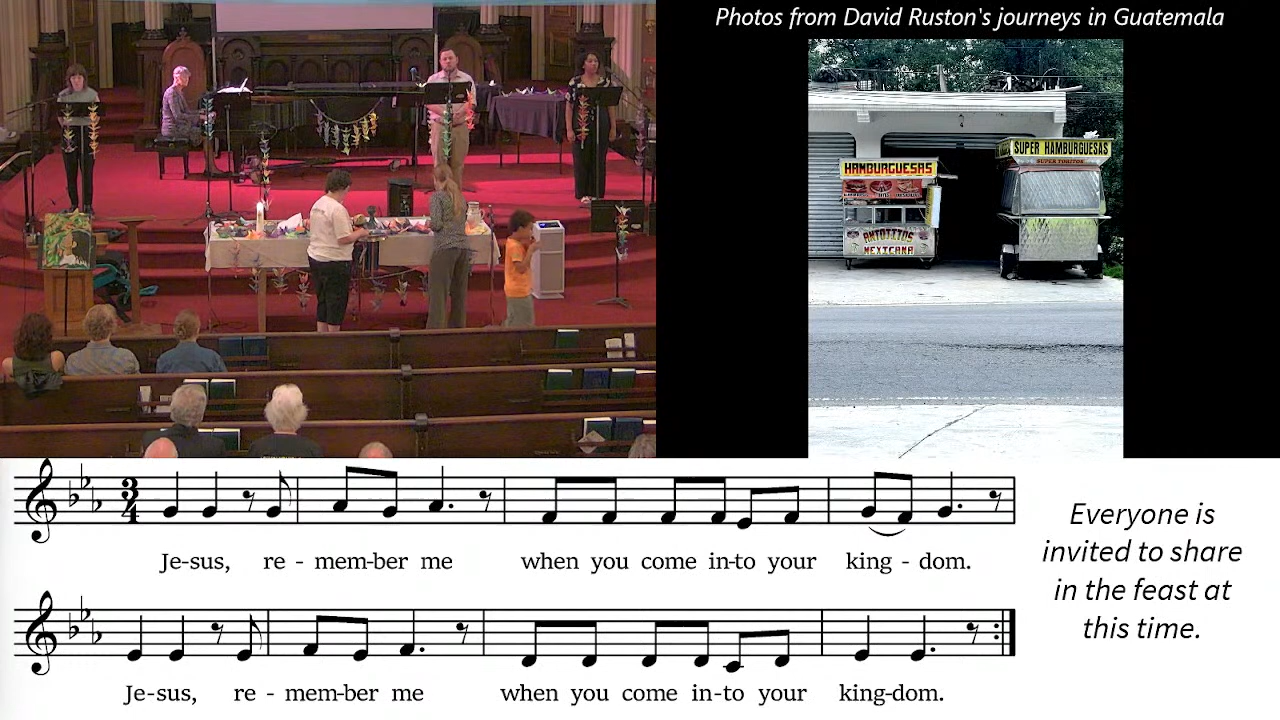 Photos from David Ruston's journeys in Guatemala
HAMBURGUESAS
SUPER HAMBURGUESAS
SUPER TORITOS
ANTOJITOS
MEXICANA
3
4
Je-sus, re - mem-ber me when you come in-to your king - dom.
Je-sus, re - mem-ber me when you come in-to your king-dom.
Everyone is
invited to share
in the feast at
this time.